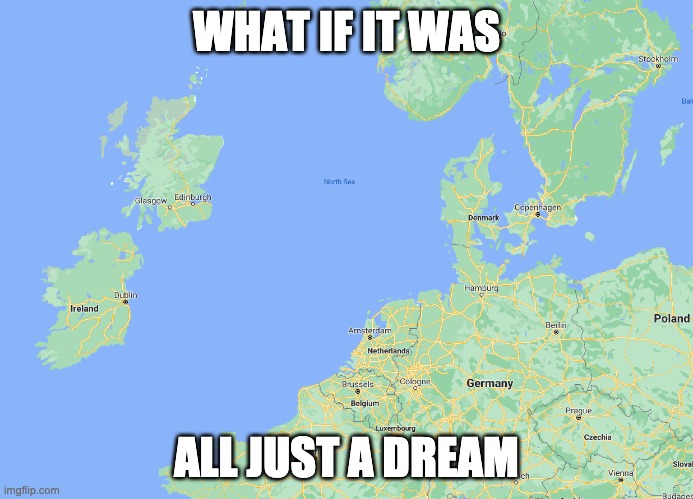 WHAT IF IT WAS
Stockholm
North Sea
Glasgow
Edinburgh
Copenhagen
Denmark
Dublin
Ireland
Hamburg
Amsterdam
Berlin
Poland
Netherlands
Brussels
Cologne
Germany
Belgium
Prague
Luxembourg
Czechia
ALL JUST A DREAM
Vienna
imgflip.com